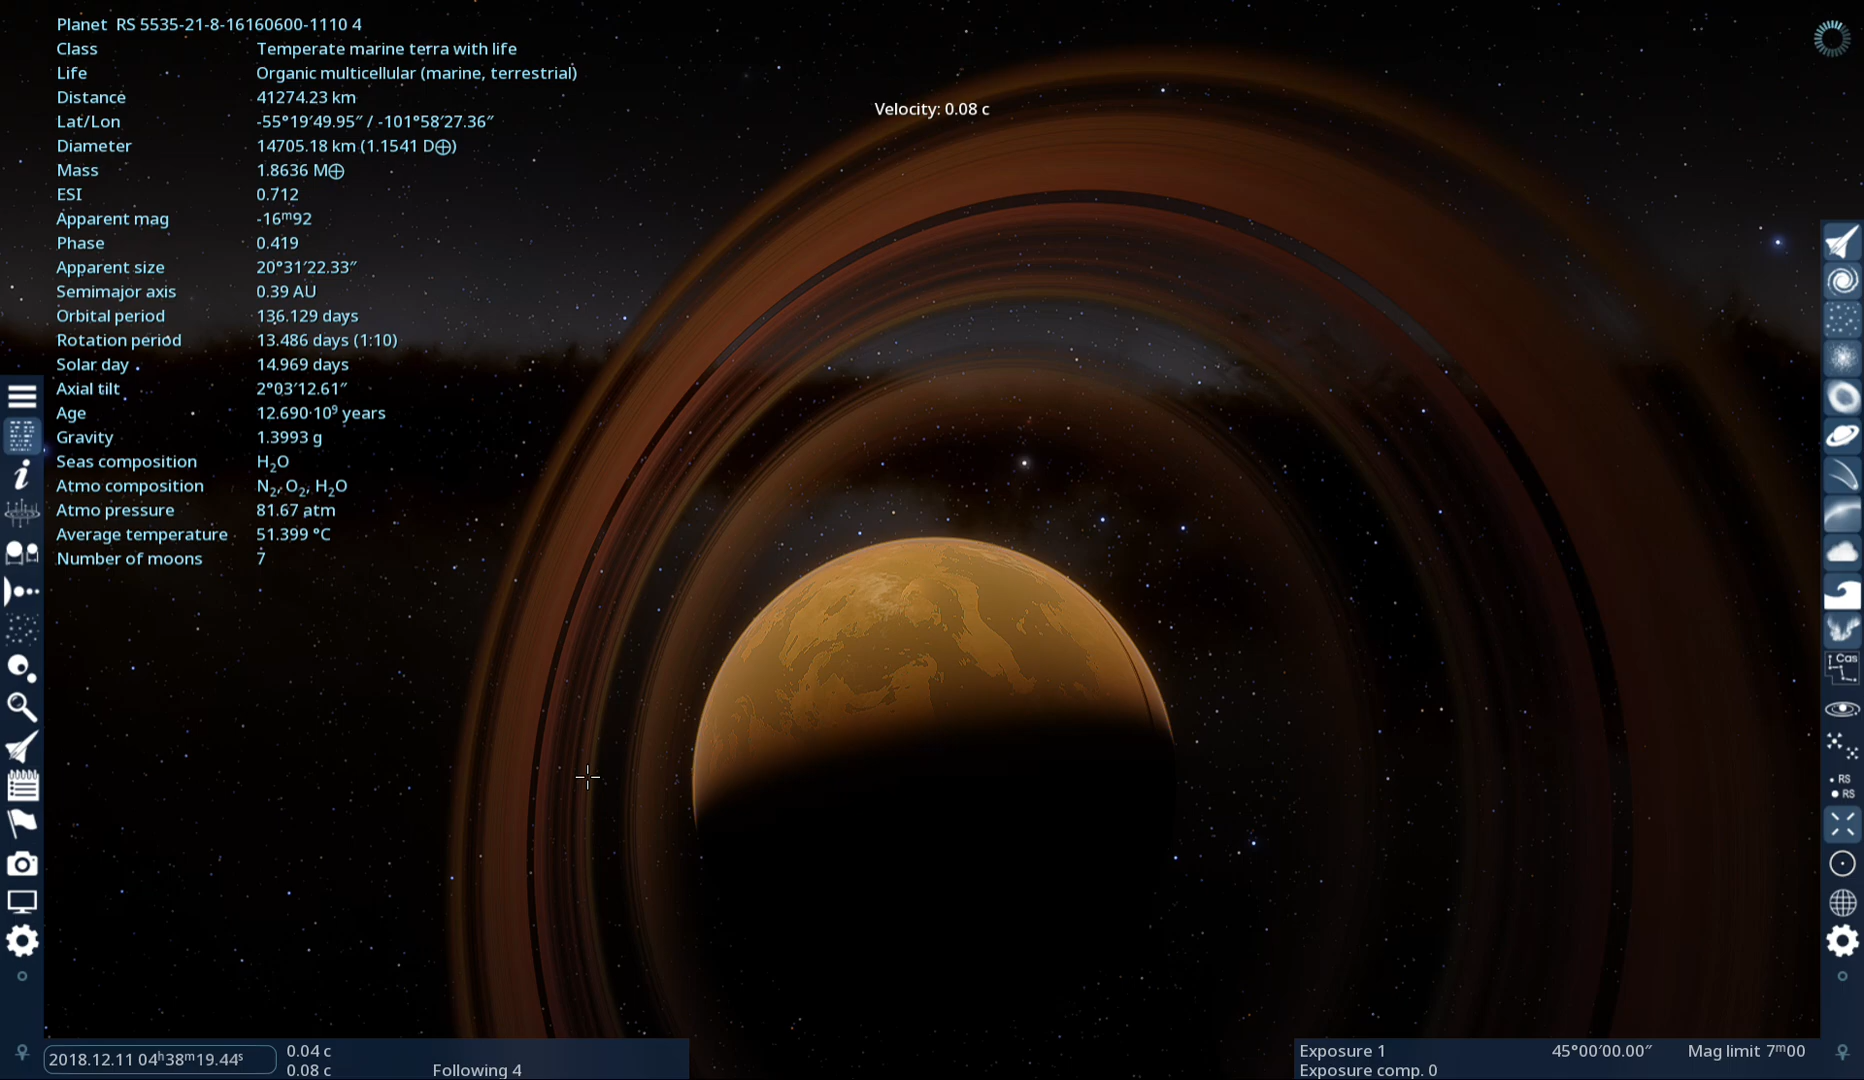 Planet RS 5535-21-8-16160600-1110 4
Class Temperate marine terra with life
Life Organic multicellular (marine, terrestrial)
Distance 41274.23 km
Velocity: 0.08 c
Lat/Lon -55°19′49.95″ / -101°58′27.36″
Diameter 14705.18 km (1.1541 D⊕)
Mass 1.8636 M⊕
ESI 0.712
Apparent mag -16ᵐ92
Phase 0.419
Apparent size 20°31′22.33″
Semimajor axis 0.39 AU
Orbital period 136.129 days
Rotation period 13.486 days (1:10)
Solar day 14.969 days
Axial tilt 2°03′12.61″
Age 12.690·10⁹ years
Gravity 1.3993 g
Seas composition H₂O
Atmo composition N₂, O₂, H₂O
Atmo pressure 81.67 atm
Average temperature 51.399 °C
Number of moons 7
Cas
RS
RS
2018.12.11 04ʰ38ᵐ19.44ˢ
0.04 c
0.08 c
Following 4
Exposure 1 45°00′00.00″ Mag limit 7ᵐ00
Exposure comp. 0